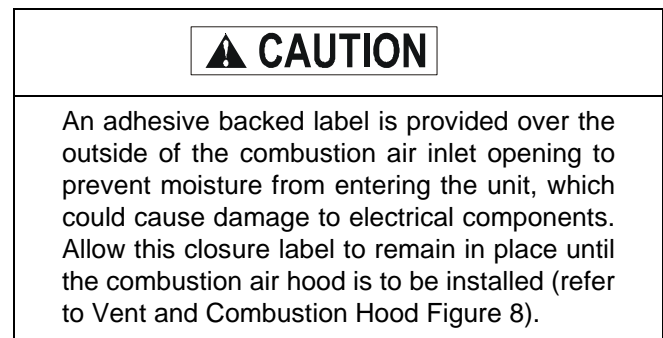 CAUTION
An adhesive backed label is provided over the
outside of the combustion air inlet opening to
prevent moisture from entering the unit, which
could cause damage to electrical components.
Allow this closure label to remain in place until
the combustion air hood is to be installed (refer
to Vent and Combustion Hood Figure 8).